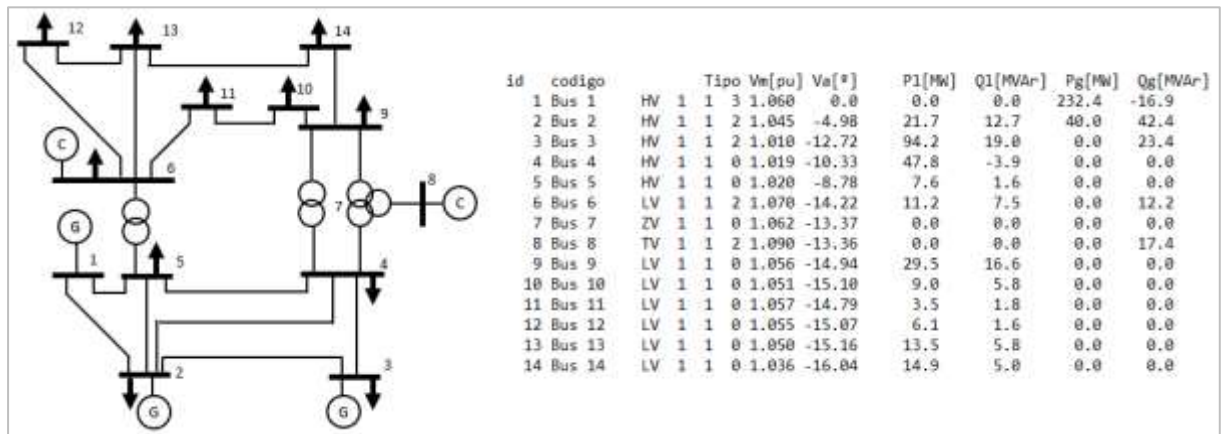 12
13
14
11
10
9
C
6
8
7
C
G
1
5
4
2
3
G
G
id codigo Tipo Vm[pu] Va[º] Pl[MW] Ql[MVAr] Pg[MW] Qg[MVAr]
1 Bus 1 HV 1 1 3 1.060 0.0 0.0 0.0 232.4 -16.9
2 Bus 2 HV 1 1 2 1.045 -4.98 21.7 12.7 40.0 42.4
3 Bus 3 HV 1 1 2 1.010 -12.72 94.2 19.0 0.0 23.4
4 Bus 4 HV 1 1 0 1.019 -10.33 47.8 -3.9 0.0 0.0
5 Bus 5 HV 1 1 0 1.020 -8.78 7.6 1.6 0.0 0.0
6 Bus 6 LV 1 1 2 1.070 -14.22 11.2 7.5 0.0 12.2
7 Bus 7 ZV 1 1 0 1.062 -13.37 0.0 0.0 0.0 0.0
8 Bus 8 TV 1 1 2 1.090 -13.36 0.0 0.0 0.0 17.4
9 Bus 9 LV 1 1 0 1.056 -14.94 29.5 16.6 0.0 0.0
10 Bus 10 LV 1 1 0 1.051 -15.10 9.0 5.8 0.0 0.0
11 Bus 11 LV 1 1 0 1.057 -14.79 3.5 1.8 0.0 0.0
12 Bus 12 LV 1 1 0 1.055 -15.07 6.1 1.6 0.0 0.0
13 Bus 13 LV 1 1 0 1.050 -15.16 13.5 5.8 0.0 0.0
14 Bus 14 LV 1 1 0 1.036 -16.04 14.9 5.0 0.0 0.0